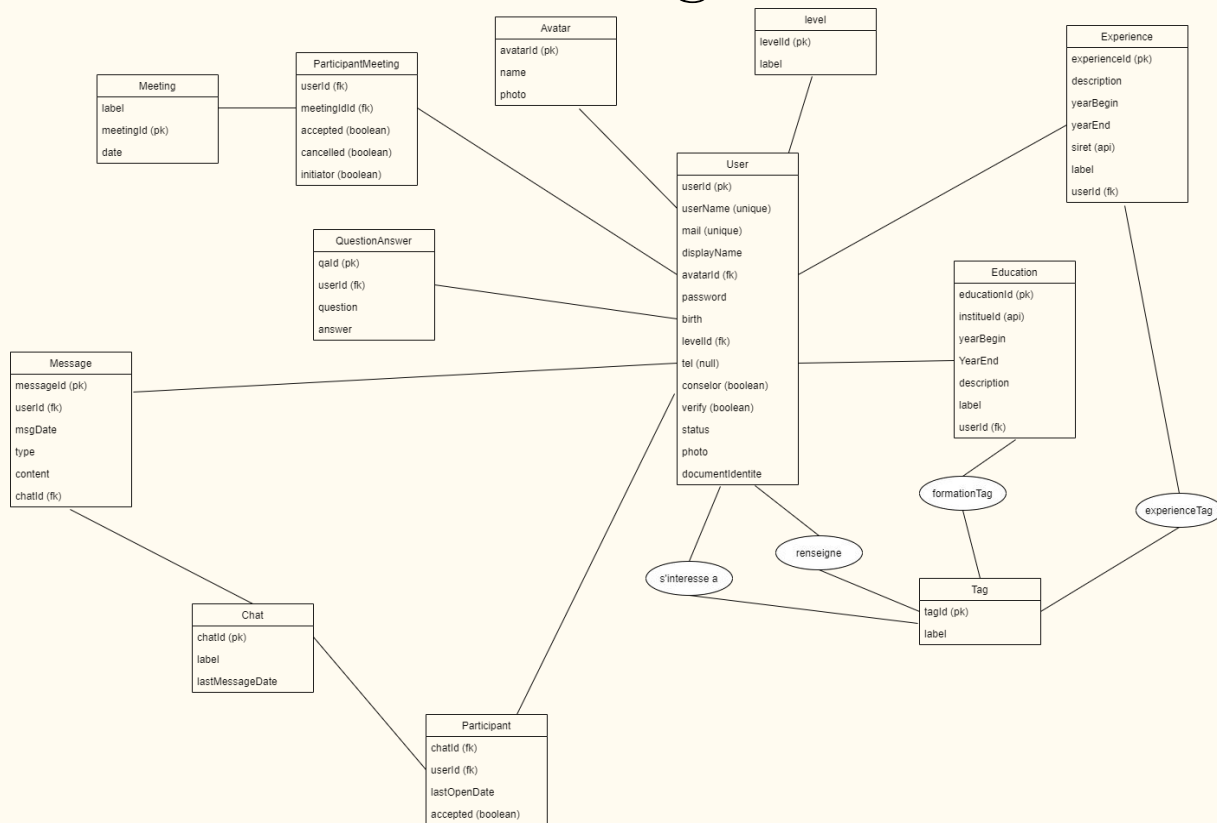 Avatar
avatarId (pk)
name
photo
level
levelId (pk)
label
Experience
experienceId (pk)
description
yearBegin
yearEnd
siret (api)
label
userId (fk)
Meeting
label
meetingId (pk)
date
ParticipantMeeting
userId (fk)
meetingIdId (fk)
accepted (boolean)
cancelled (boolean)
initiator (boolean)
User
userId (pk)
userName (unique)
mail (unique)
displayName
avatarId (fk)
password
birth
levelId (fk)
tel (null)
conselor (boolean)
verify (boolean)
status
photo
documentIdentite
QuestionAnswer
qaId (pk)
userId (fk)
question
answer
Education
educationId (pk)
institueId (api)
yearBegin
YearEnd
description
label
userId (fk)
Message
messageId (pk)
userId (fk)
msgDate
type
content
chatId (fk)
formationTag
experienceTag
renseigne
s'interesse a
Tag
tagId (pk)
label
Chat
chatId (pk)
label
lastMessageDate
Participant
chatId (fk)
userId (fk)
lastOpenDate
accepted (boolean)